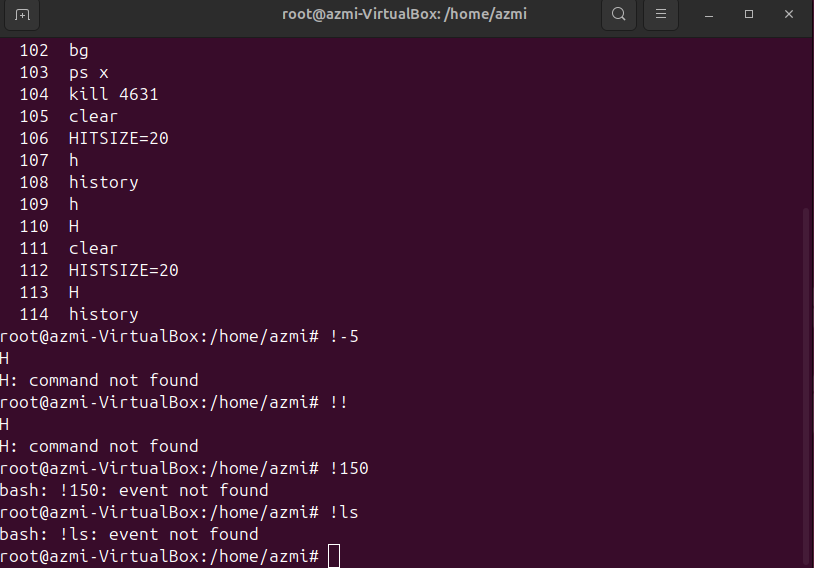 root@azmi-VirtualBox: /home/azmi
102 bg
103 ps x
104 kill 4631
105 clear
106 HITSIZE=20
107 h
108 history
109 h
110 H
111 clear
112 HISTSIZE=20
113 H
114 history
root@azmi-VirtualBox:/home/azmi# !-5
H
H: command not found
root@azmi-VirtualBox:/home/azmi# !!
H
H: command not found
root@azmi-VirtualBox:/home/azmi# !150
bash: !150: event not found
root@azmi-VirtualBox:/home/azmi# !ls
bash: !ls: event not found
root@azmi-VirtualBox:/home/azmi#